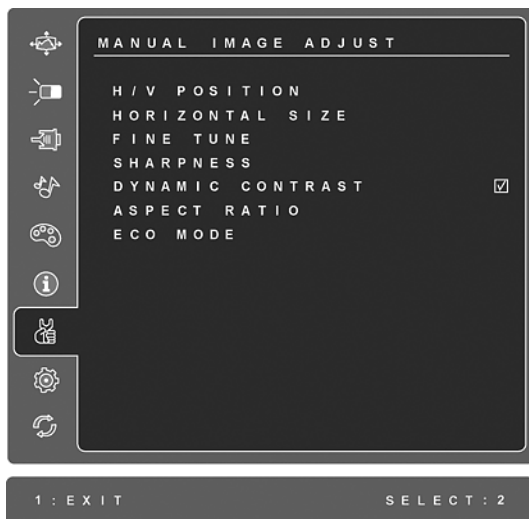 MANUAL IMAGE ADJUST
H/V POSITION
HORIZONTAL SIZE
FINE TUNE
SHARPNESS
DYNAMIC CONTRAST
ASPECT RATIO
ECO MODE
1:EXIT SELECT:2